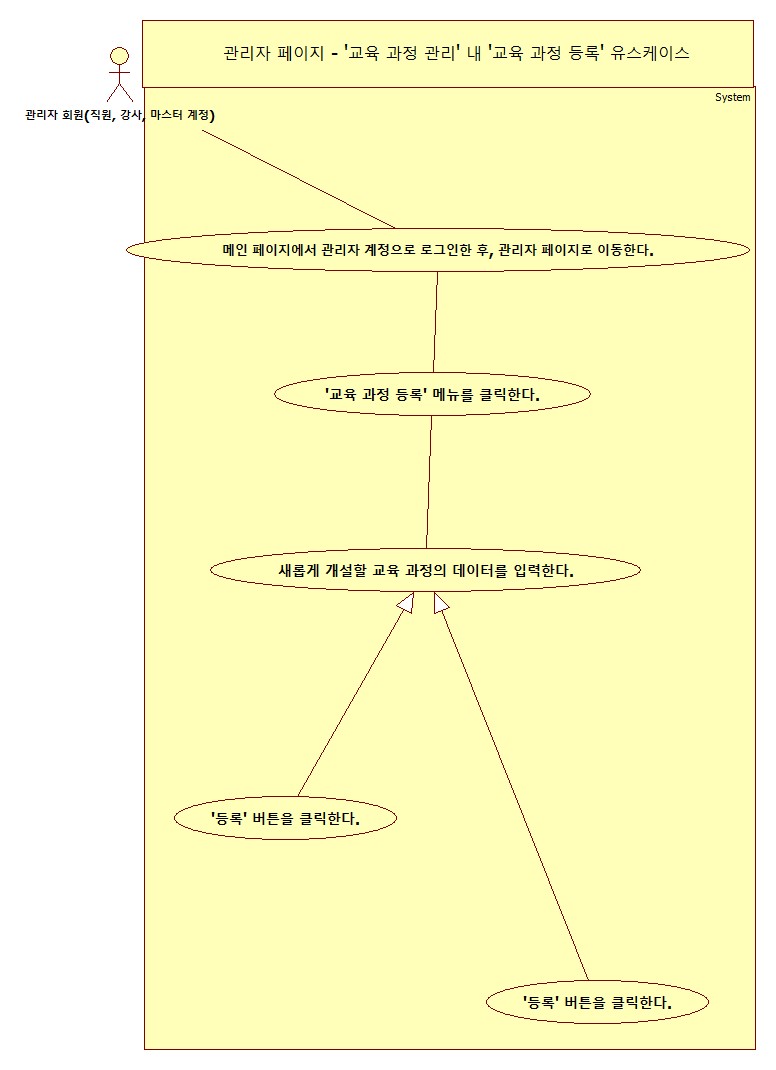 관리자 페이지 - '교육 과정 관리' 내 '교육 과정 등록' 유스케이스
System
관리자 회원(직원, 강사, 마스터 계정)
메인 페이지에서 관리자 계정으로 로그인한 후, 관리자 페이지로 이동한다.
'교육 과정 등록' 메뉴를 클릭한다.
새롭게 개설할 교육 과정의 데이터를 입력한다.
'등록' 버튼을 클릭한다.
'등록' 버튼을 클릭한다.